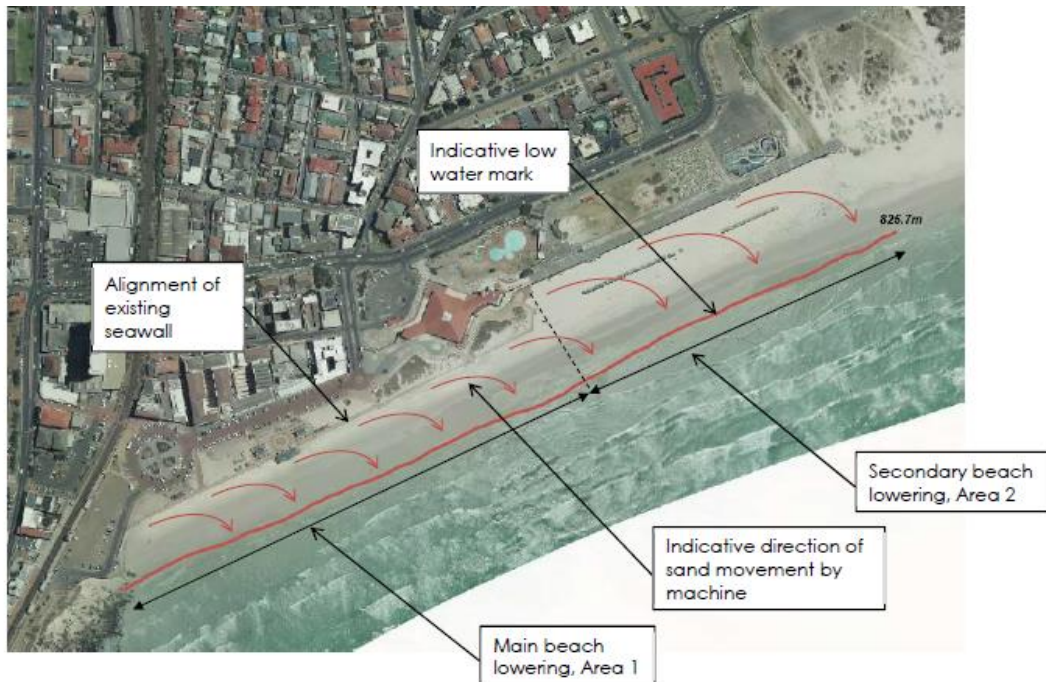 Indicative low
water mark
826.7m
Alignment of
existing
seawall
Secondary beach
lowering, Area 2
Indicative direction of
sand movement by
machine
Main beach
lowering, Area 1